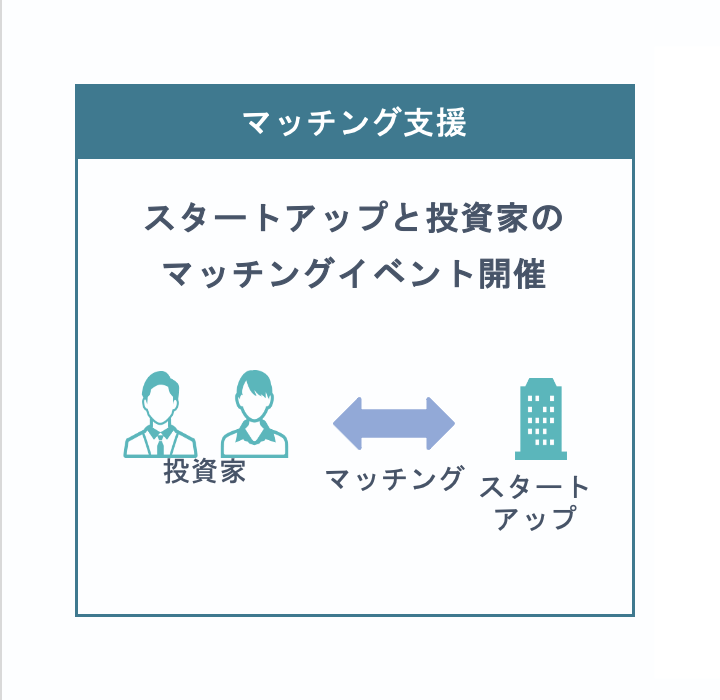 マッチング支援
スタートアップと投資家の
マッチングイベント開催
投資家
マッチング
スタート
アップ